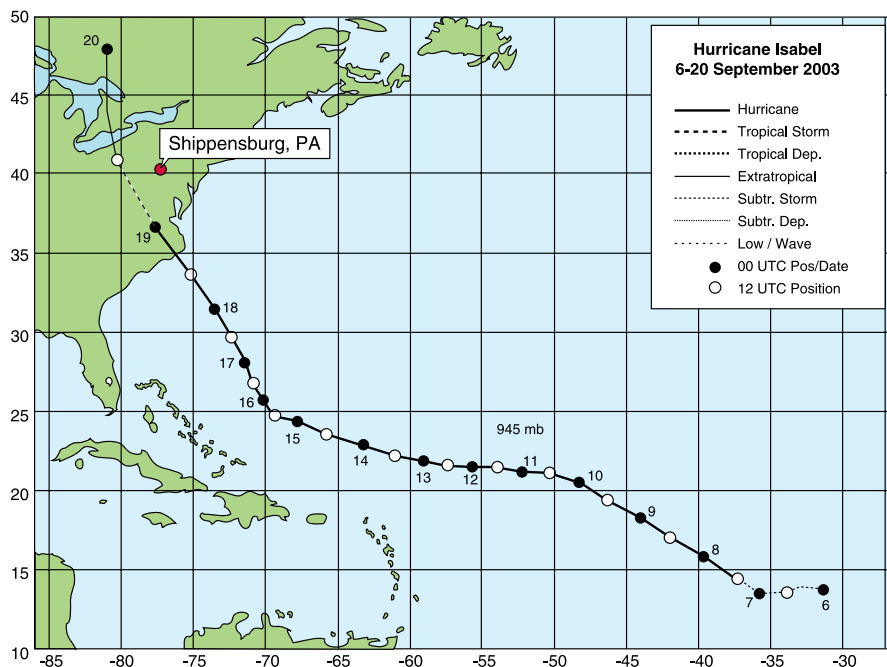 50
45
40
35
30
25
20
15
10
-85
-80
-75
-70
-65
-60
-55
-50
-45
-40
-35
-30
20
Shippensburg, PA
19
18
17
16
15
14
13
12
11
10
9
8
7
6
945 mb
Hurricane Isabel
6-20 September 2003
Hurricane
Tropical Storm
Tropical Dep.
Extratropical
Subtr. Storm
Subtr. Dep.
Low / Wave
00 UTC Pos/Date
12 UTC Position